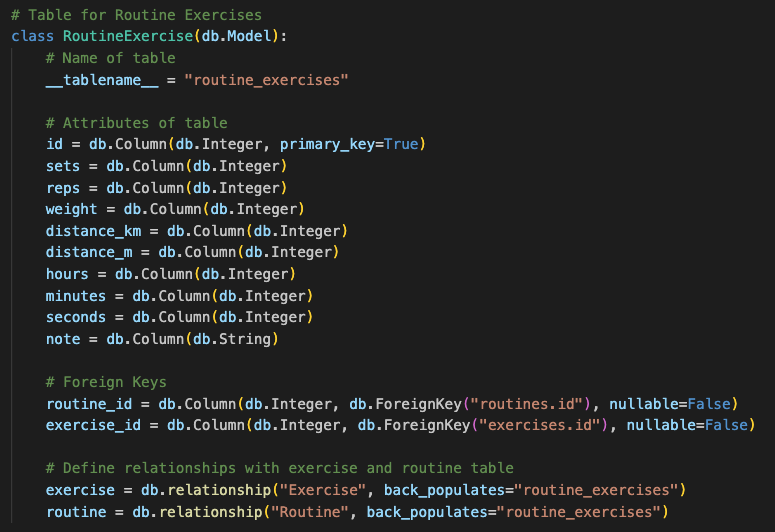 # Table for Routine Exercises
class RoutineExercise(db.Model):
    # Name of table
    __tablename__ = "routine_exercises"

    # Attributes of table
    id = db.Column(db.Integer, primary_key=True)
    sets = db.Column(db.Integer)
    reps = db.Column(db.Integer)
    weight = db.Column(db.Integer)
    distance_km = db.Column(db.Integer)
    distance_m = db.Column(db.Integer)
    hours = db.Column(db.Integer)
    minutes = db.Column(db.Integer)
    seconds = db.Column(db.Integer)
    note = db.Column(db.String)

    # Foreign Keys
    routine_id = db.Column(db.Integer, db.ForeignKey("routines.id"), nullable=False)
    exercise_id = db.Column(db.Integer, db.ForeignKey("exercises.id"), nullable=False)

    # Define relationships with exercise and routine table
    exercise = db.relationship("Exercise", back_populates="routine_exercises")
    routine = db.relationship("Routine", back_populates="routine_exercises")